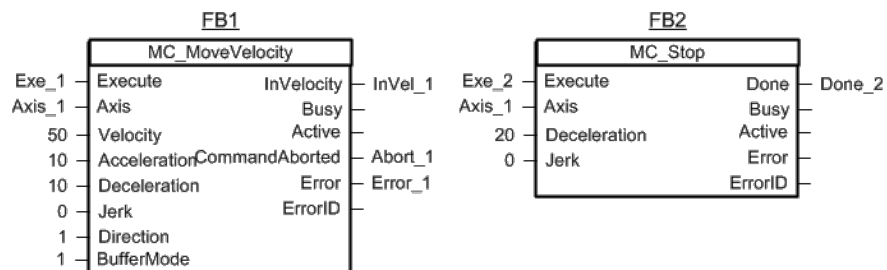 FB1 FB2
MC_MoveVelocity MC_Stop
Exe_1 Execute InVelocity InVel_1 Exe_2 Execute Done Done_2
Axis_1 Axis Busy Axis_1 Axis Busy
50 Velocity Active 20 Deceleration Active
10 Acceleration CommandAborted Abort_1 0 Jerk Error
10 Deceleration Error Error_1 ErrorID
0 Jerk ErrorID
1 Direction
1 BufferMode